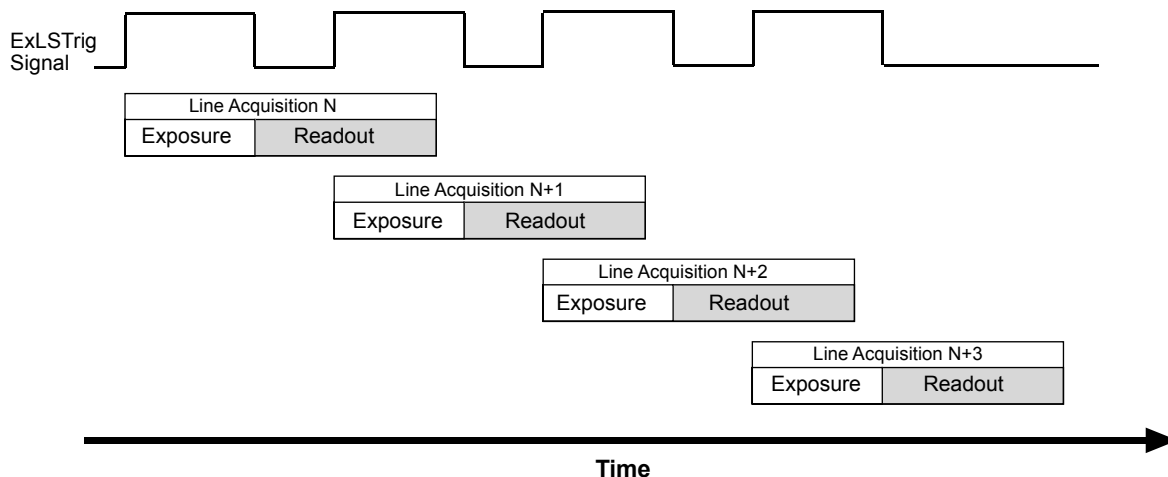 ExLSTrig
Signal
Line Acquisition N
Exposure Readout
Line Acquisition N+1
Exposure Readout
Line Acquisition N+2
Exposure Readout
Line Acquisition N+3
Exposure Readout
Time